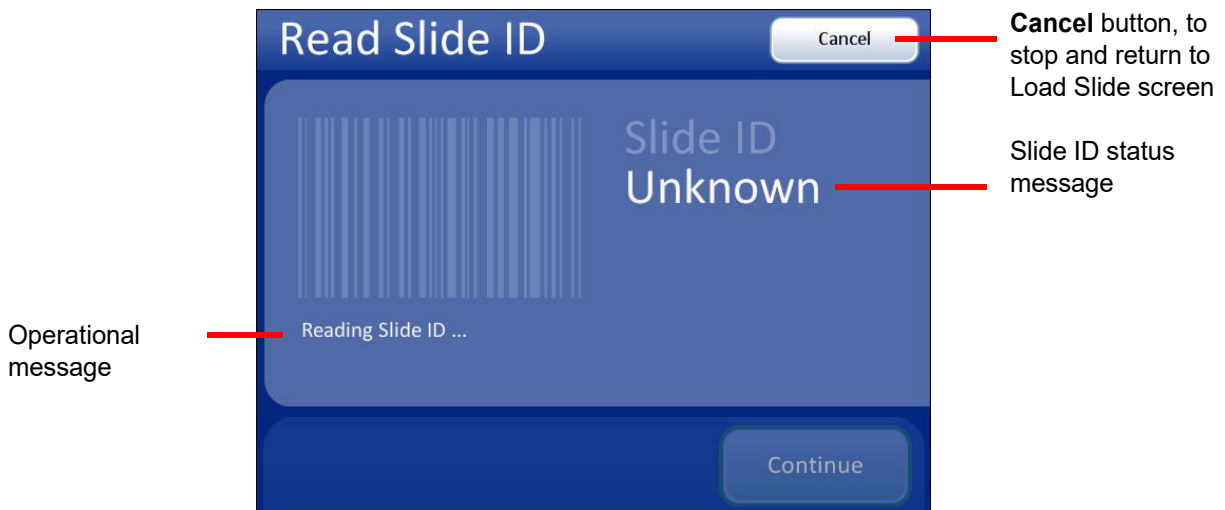 Read Slide ID
Cancel
Cancel button, to
stop and return to
Load Slide screen
Slide ID
Unknown
Slide ID status
message
Reading Slide ID ...
Operational
message
Continue